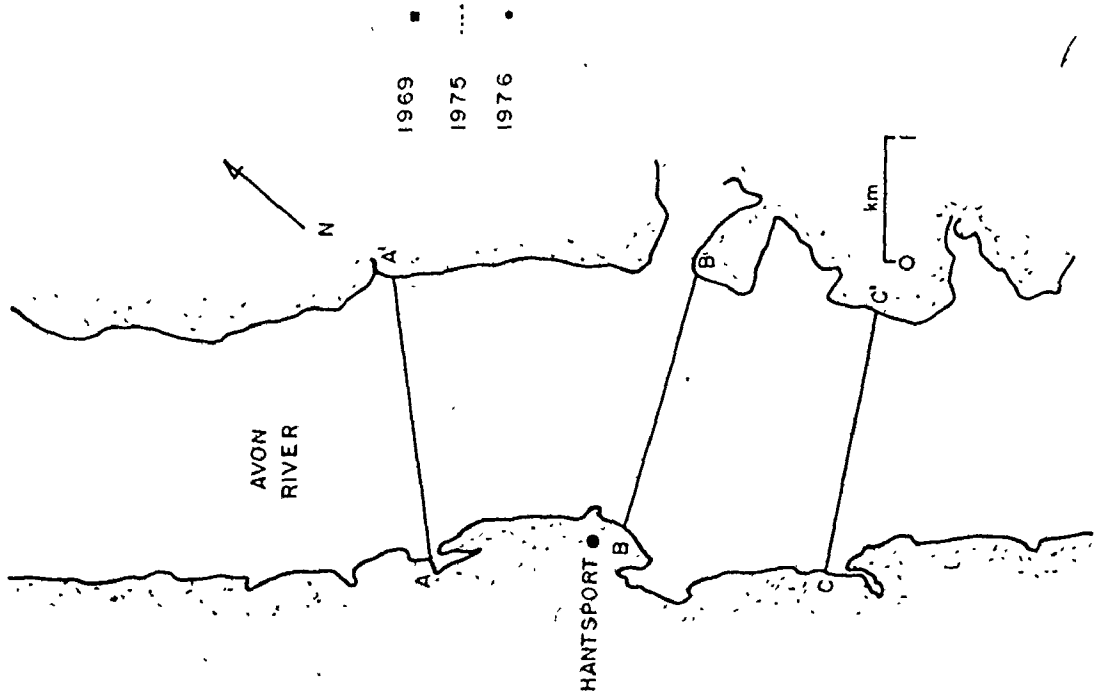 1969 ■
1975 ----
1976 •
N
AVON
RIVER
A
A'
HANTSPORT
B
B'
C
C'
km
0 1